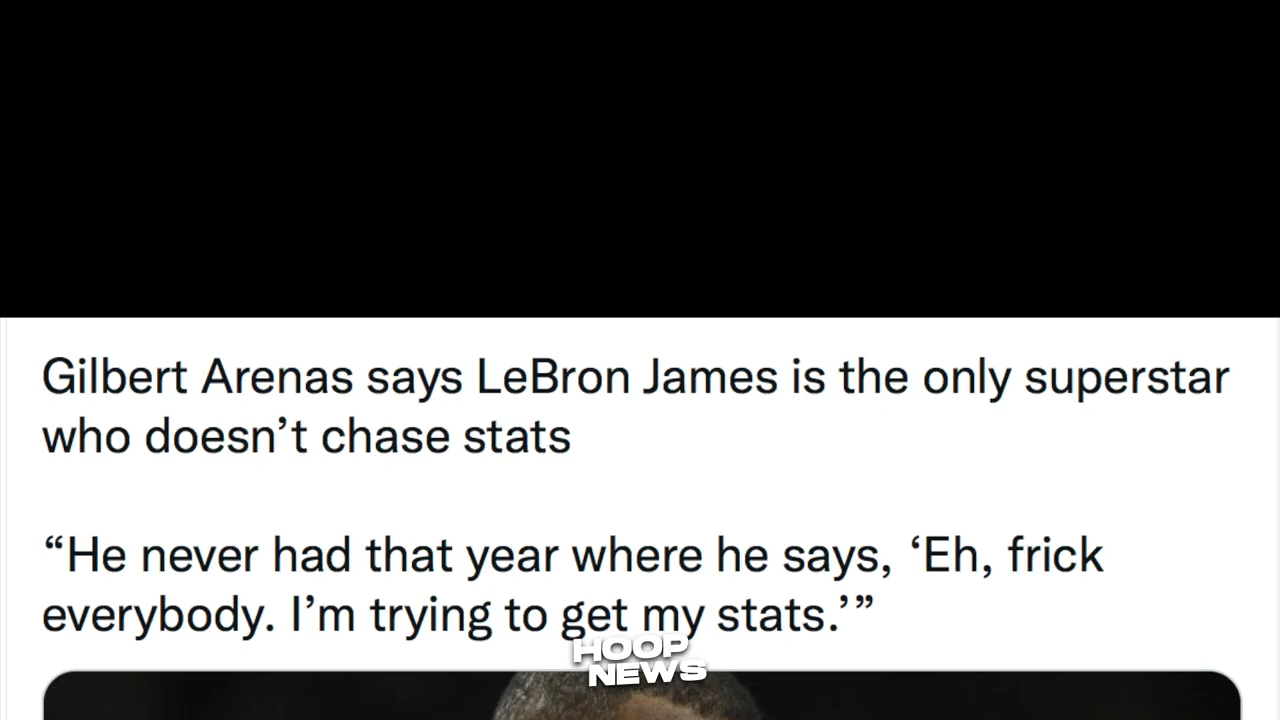 Gilbert Arenas says LeBron James is the only superstar
who doesn’t chase stats
“He never had that year where he says, ‘Eh, frick
everybody. I’m trying to get my stats.’”
HOOP
NEWS